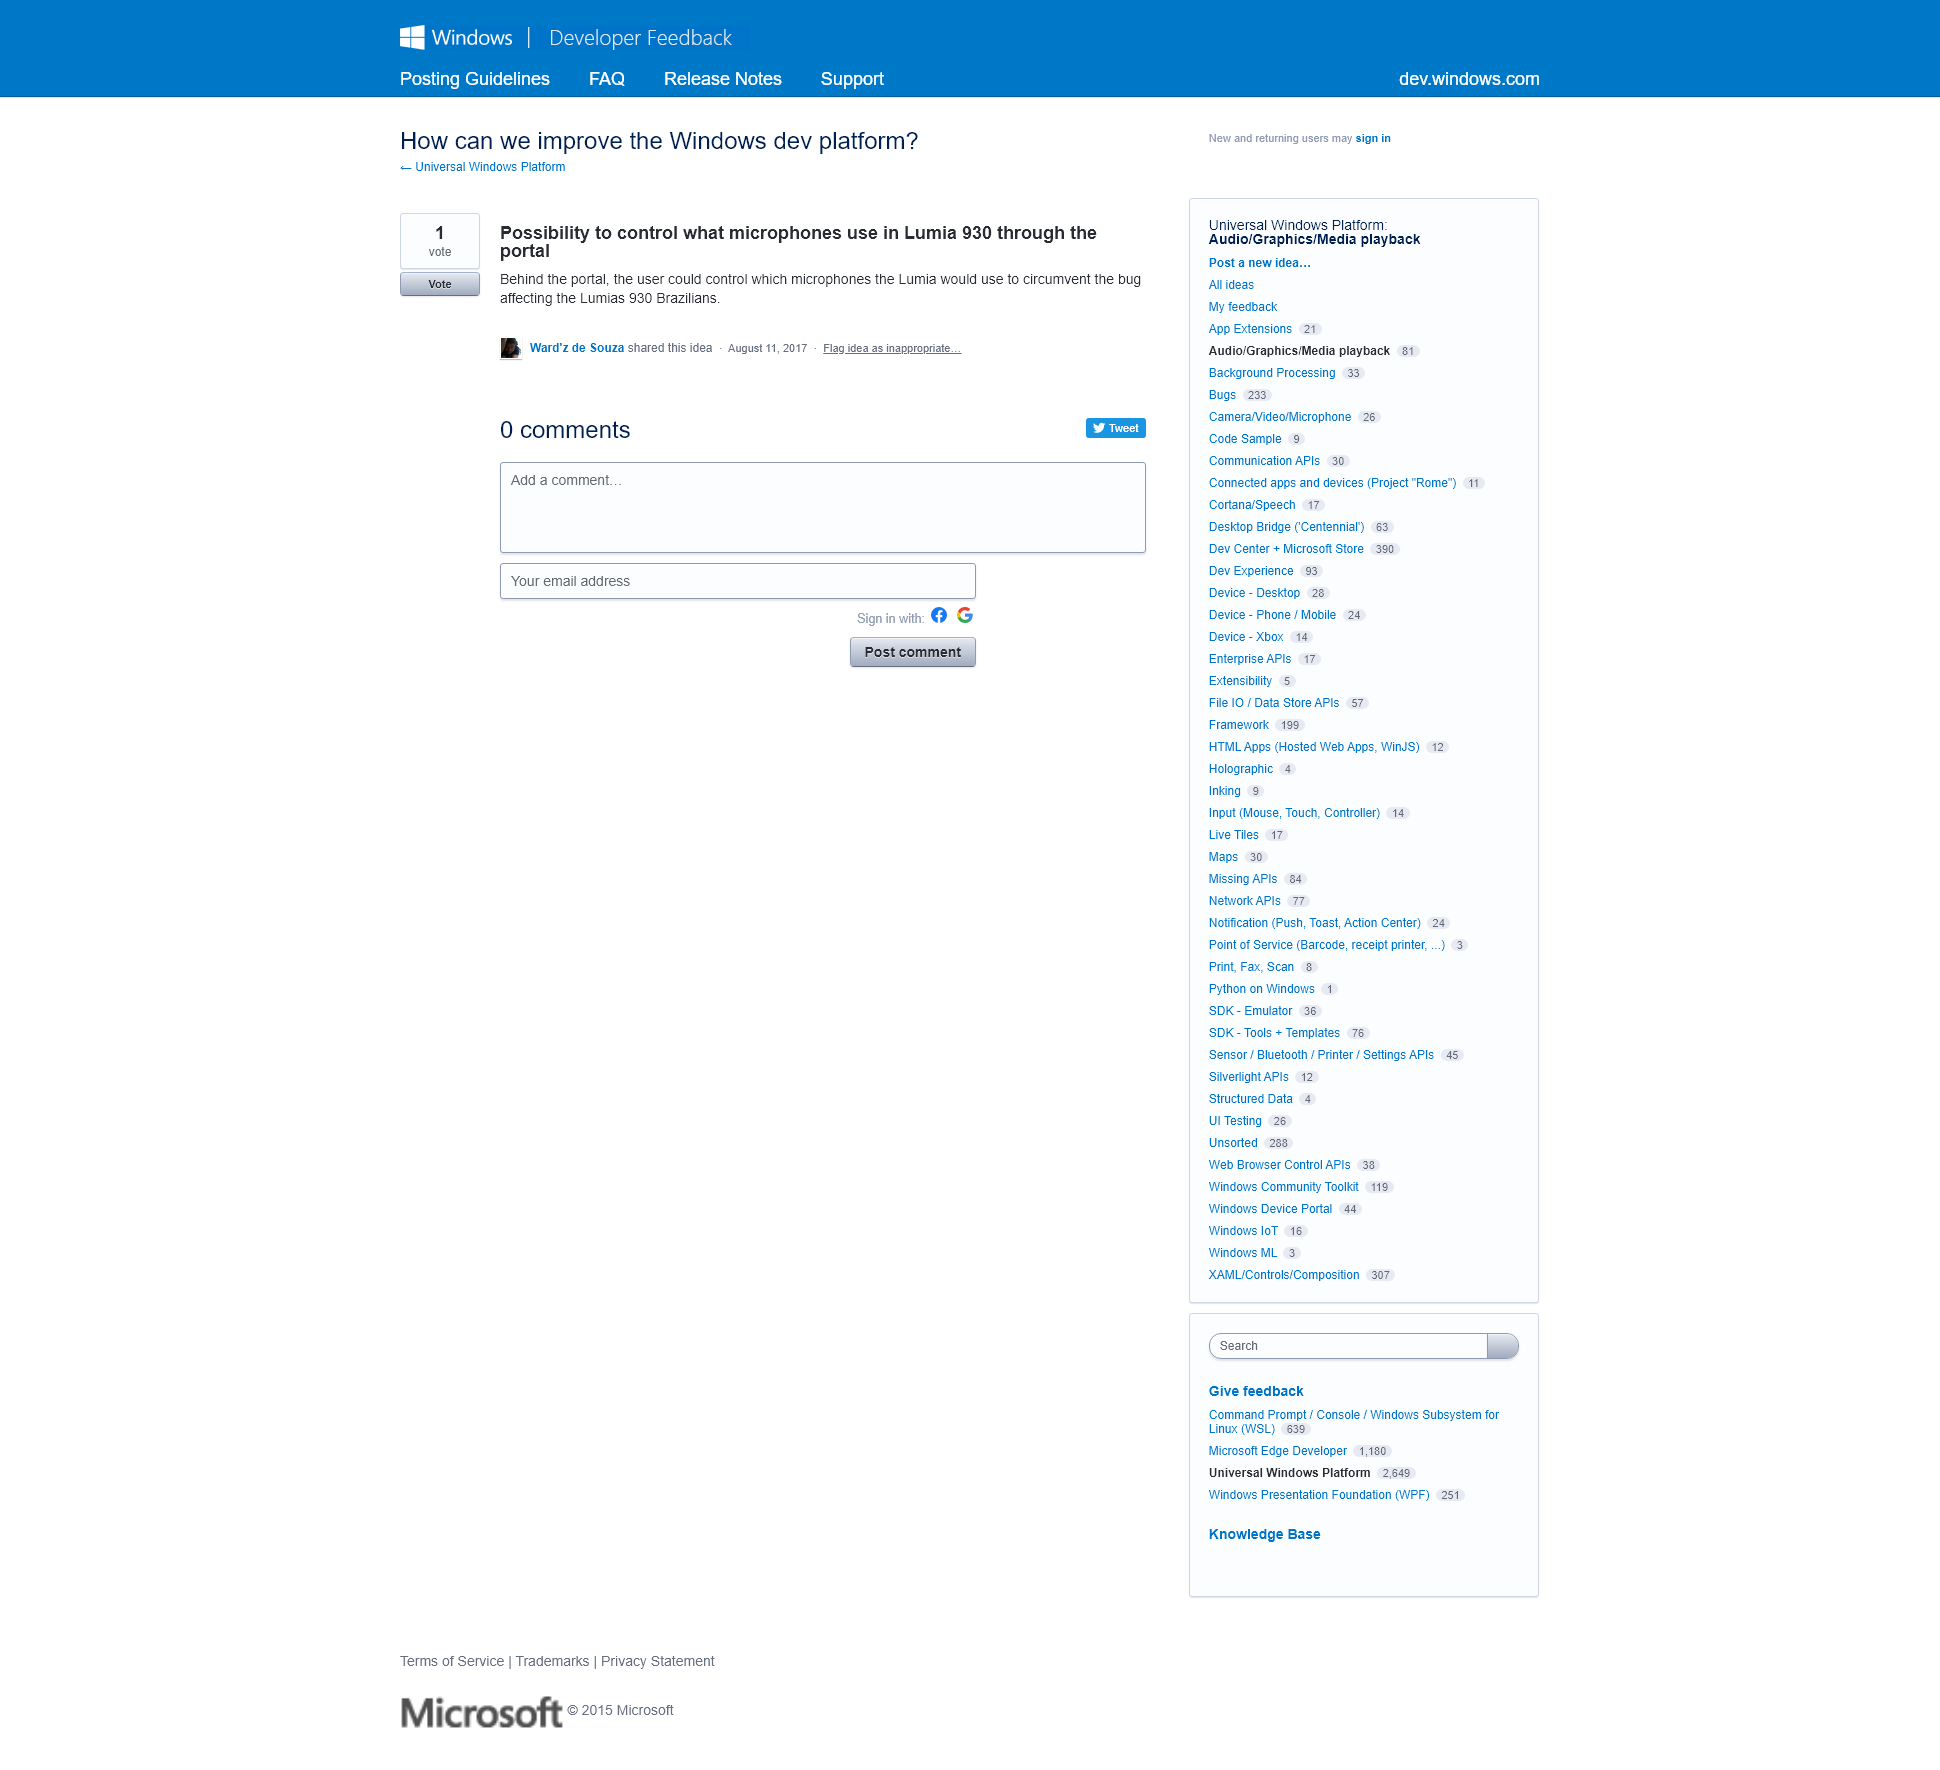 Windows | Developer Feedback
Posting Guidelines FAQ Release Notes Support dev.windows.com
How can we improve the Windows dev platform?
← Universal Windows Platform
New and returning users may sign in
1
vote
Vote
Possibility to control what microphones use in Lumia 930 through the
portal
Behind the portal, the user could control which microphones the Lumia would use to circumvent the bug
affecting the Lumias 930 Brazilians.
Ward'z de Souza shared this idea · August 11, 2017 · Flag idea as inappropriate…
0 comments
Tweet
Add a comment…
Your email address
Sign in with:
Post comment
Universal Windows Platform:
Audio/Graphics/Media playback
Post a new idea…
All ideas
My feedback
App Extensions 21
Audio/Graphics/Media playback 81
Background Processing 33
Bugs 233
Camera/Video/Microphone 26
Code Sample 9
Communication APIs 30
Connected apps and devices (Project "Rome") 11
Cortana/Speech 17
Desktop Bridge ('Centennial') 63
Dev Center + Microsoft Store 390
Dev Experience 93
Device - Desktop 28
Device - Phone / Mobile 24
Device - Xbox 14
Enterprise APIs 17
Extensibility 5
File IO / Data Store APIs 57
Framework 199
HTML Apps (Hosted Web Apps, WinJS) 12
Holographic 4
Inking 9
Input (Mouse, Touch, Controller) 14
Live Tiles 17
Maps 30
Missing APIs 84
Network APIs 77
Notification (Push, Toast, Action Center) 24
Point of Service (Barcode, receipt printer, ...) 3
Print, Fax, Scan 8
Python on Windows 1
SDK - Emulator 36
SDK - Tools + Templates 76
Sensor / Bluetooth / Printer / Settings APIs 45
Silverlight APIs 12
Structured Data 4
UI Testing 26
Unsorted 288
Web Browser Control APIs 38
Windows Community Toolkit 119
Windows Device Portal 44
Windows IoT 16
Windows ML 3
XAML/Controls/Composition 307
Search
Give feedback
Command Prompt / Console / Windows Subsystem for
Linux (WSL) 639
Microsoft Edge Developer 1,180
Universal Windows Platform 2,649
Windows Presentation Foundation (WPF) 251
Knowledge Base
Terms of Service | Trademarks | Privacy Statement
Microsoft © 2015 Microsoft